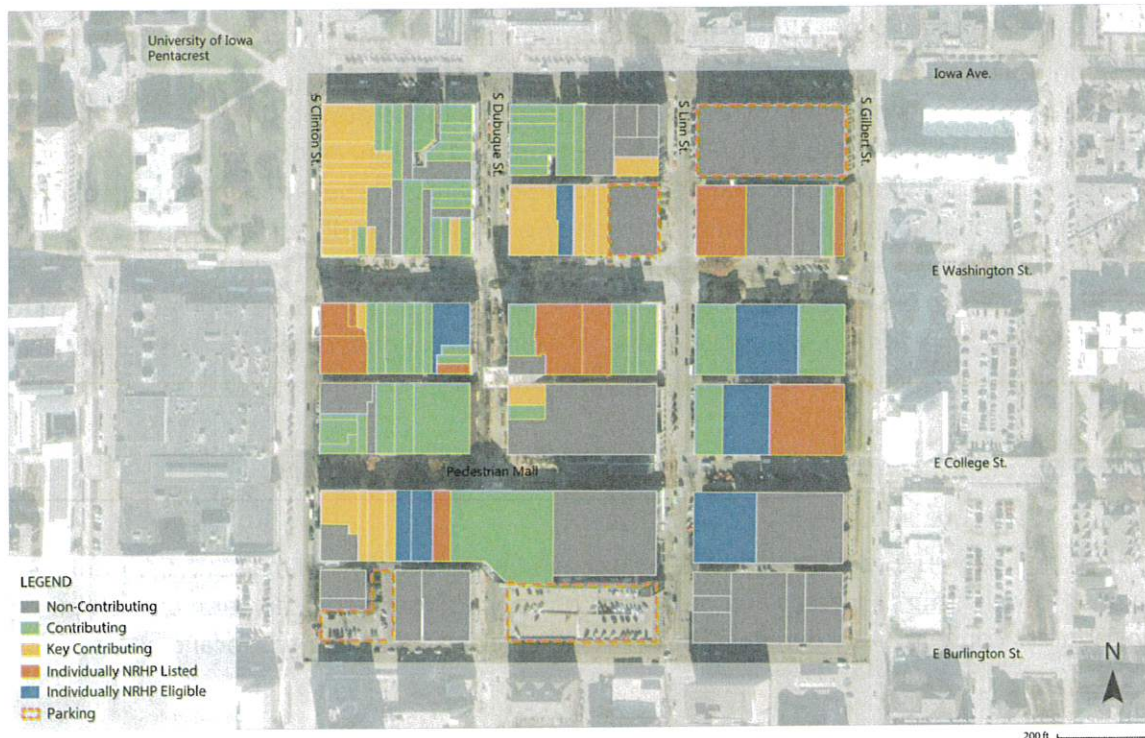 University of Iowa
Pentacrest
Iowa Ave.
S Clinton St.
S Dubuque St.
S Linn St.
S Gilbert St.
E Washington St.
Pedestrian Mall
E College St.
LEGEND
Non-Contributing
Contributing
Key Contributing
Individually NRHP Listed
Individually NRHP Eligible
Parking
E Burlington St.
N
200 ft